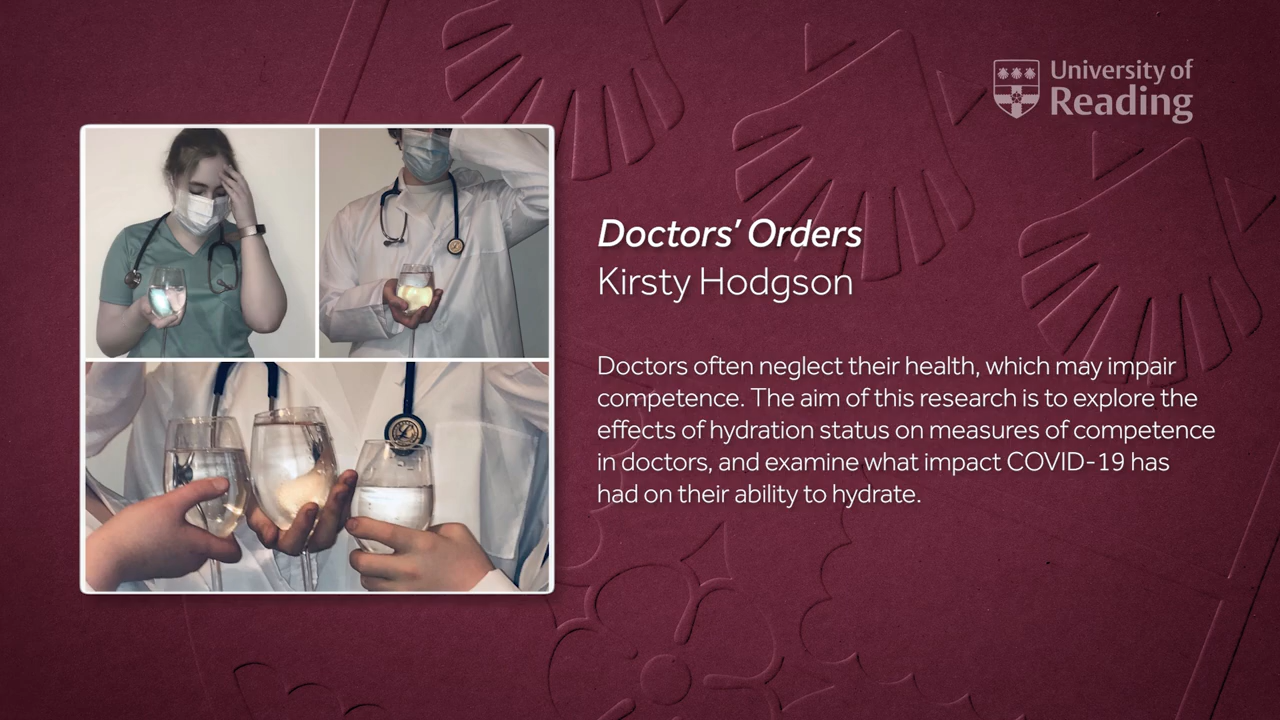 University of
Reading
Doctors' Orders
Kirsty Hodgson
Doctors often neglect their health, which may impair
competence. The aim of this research is to explore the
effects of hydration status on measures of competence
in doctors, and examine what impact COVID-19 has
had on their ability to hydrate.